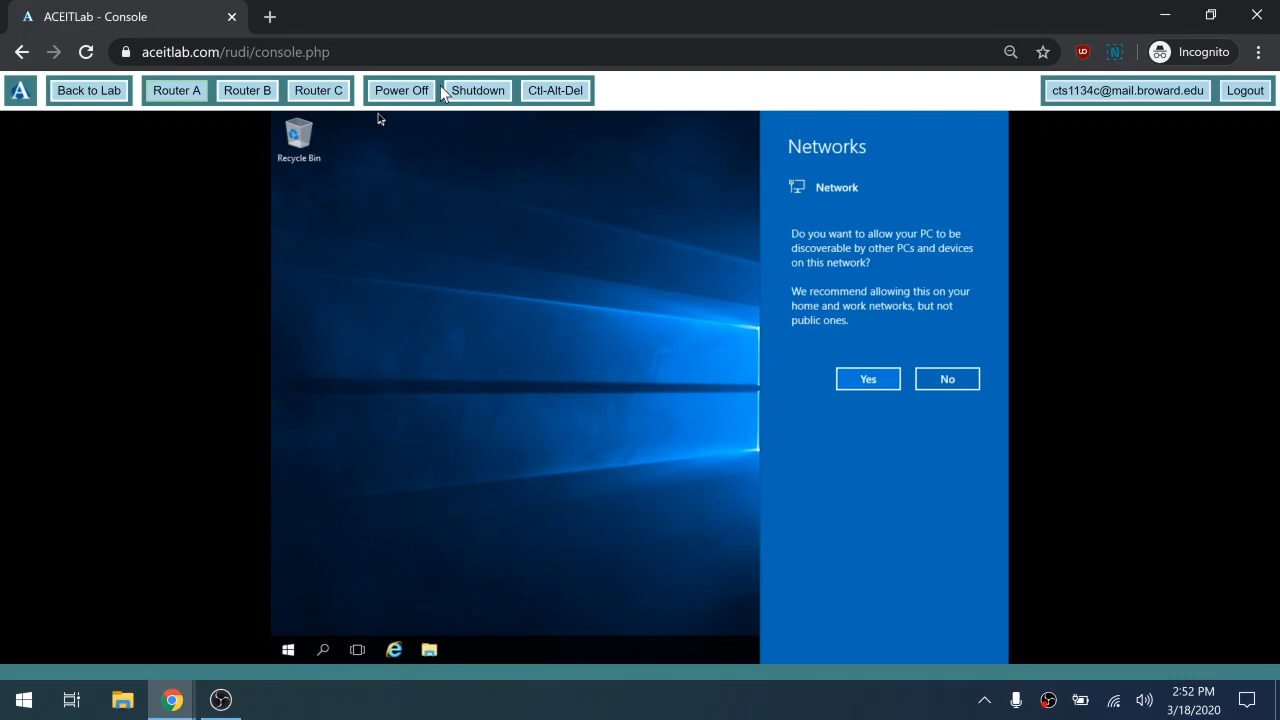 A ACEITLab - Console
aceitlab.com/rudi/console.php
UD
N
Incognito
A
Back to Lab
Router A
Router B
Router C
Power Off
Shutdown
Ctl-Alt-Del
cts1134c@mail.broward.edu
Logout
Recycle Bin
Networks
Network
Do you want to allow your PC to be
discoverable by other PCs and devices
on this network?
We recommend allowing this on your
home and work networks, but not
public ones.
Yes
No
2:52 PM
3/18/2020